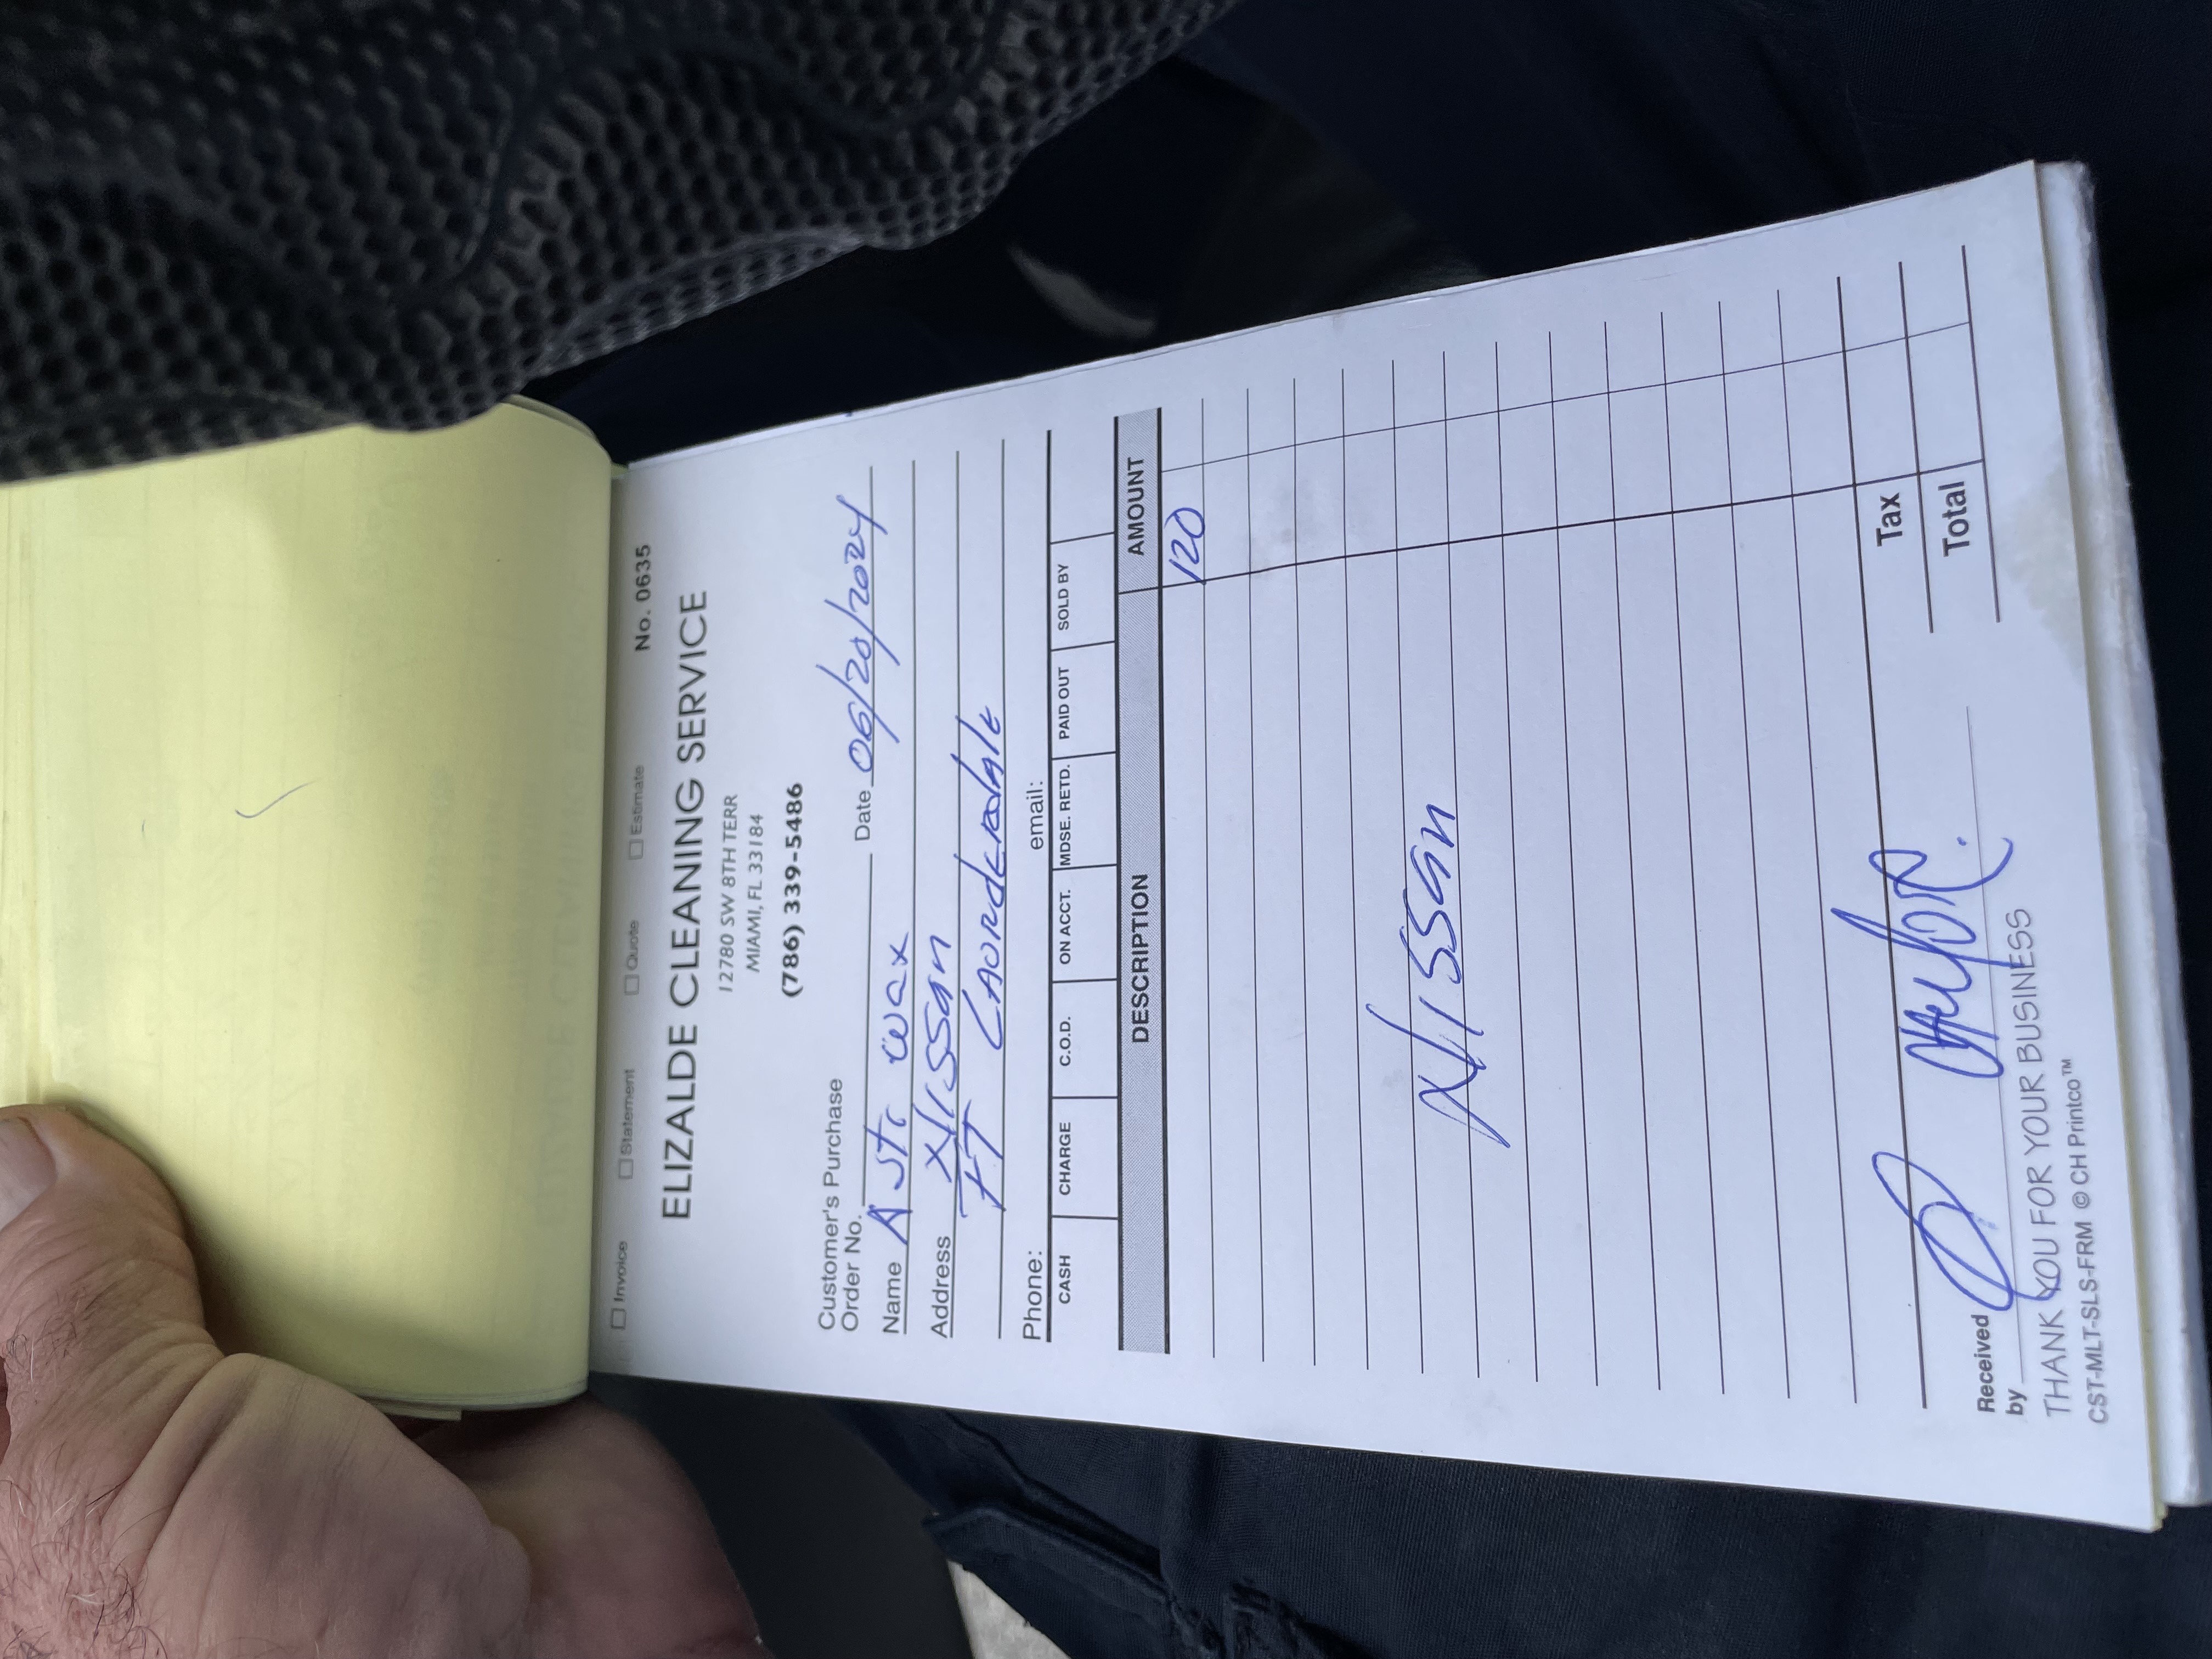 Invoice Statement Quote Estimate No. 0635
ELIZALDE CLEANING SERVICE
12780 SW 8TH TERR
MIAMI, FL 33184
(786) 339-5486
Customer's Purchase
Order No. Date 06/20/2024
Name A Sti wax
Address Nissan
FT Laurderdale
Phone: email:
CASH CHARGE C.O.D. ON ACCT. MDSE. RETD. PAID OUT SOLD BY
DESCRIPTION AMOUNT
120
Nissan
Tax
Total
Received
by
THANK YOU FOR YOUR BUSINESS
CST-MLT-SLS-FRM © CH Printco™